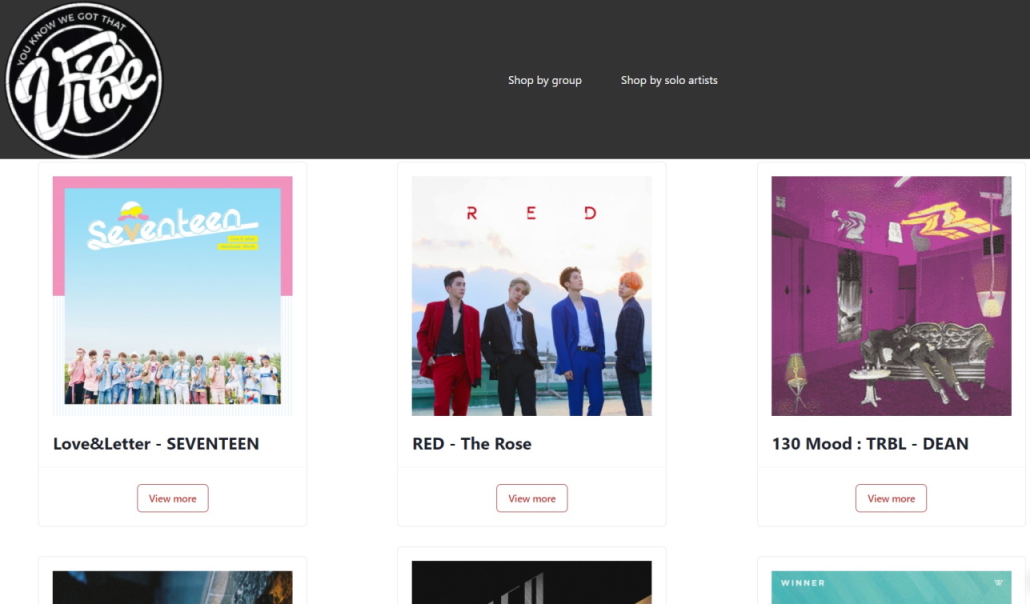 YOU KNOW WE GOT THAT
Vibe
Shop by group
Shop by solo artists
Seventeen
R E D
Love&Letter - SEVENTEEN
RED - The Rose
130 Mood : TRBL - DEAN
View more
View more
View more
WINNER